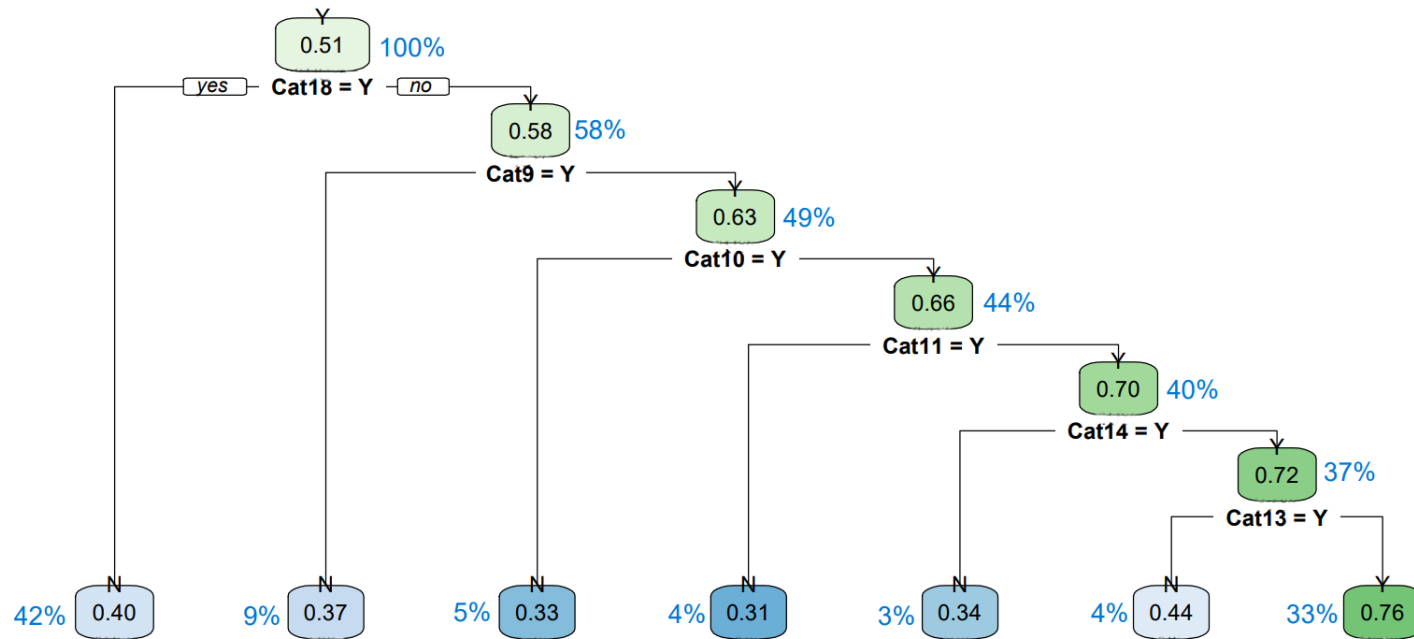 Y
0.51 100%
yes Cat18 = Y no
Y
0.58 58%
Cat9 = Y
Y
0.63 49%
Cat10 = Y
Y
0.66 44%
Cat11 = Y
Y
0.70 40%
Cat14 = Y
Y
0.72 37%
Cat13 = Y
N N N N N N Y
42% 0.40 9% 0.37 5% 0.33 4% 0.31 3% 0.34 4% 0.44 33% 0.76